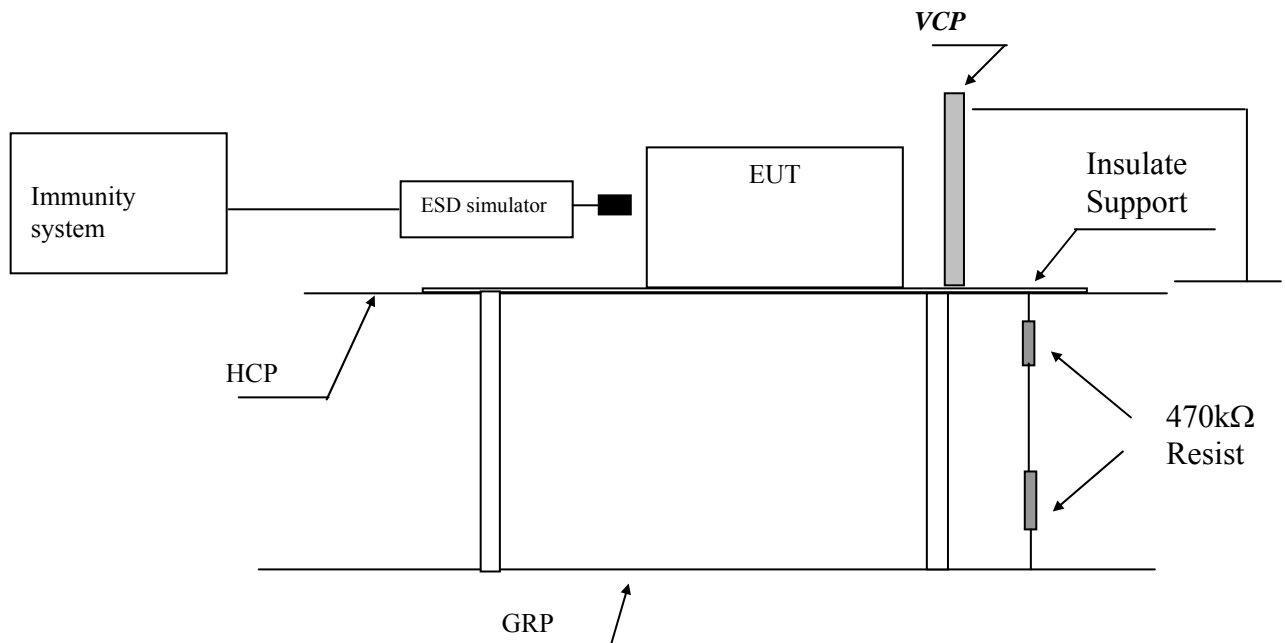 VCP
Immunity
system
ESD simulator
EUT
Insulate
Support
HCP
470kΩ
Resist
GRP